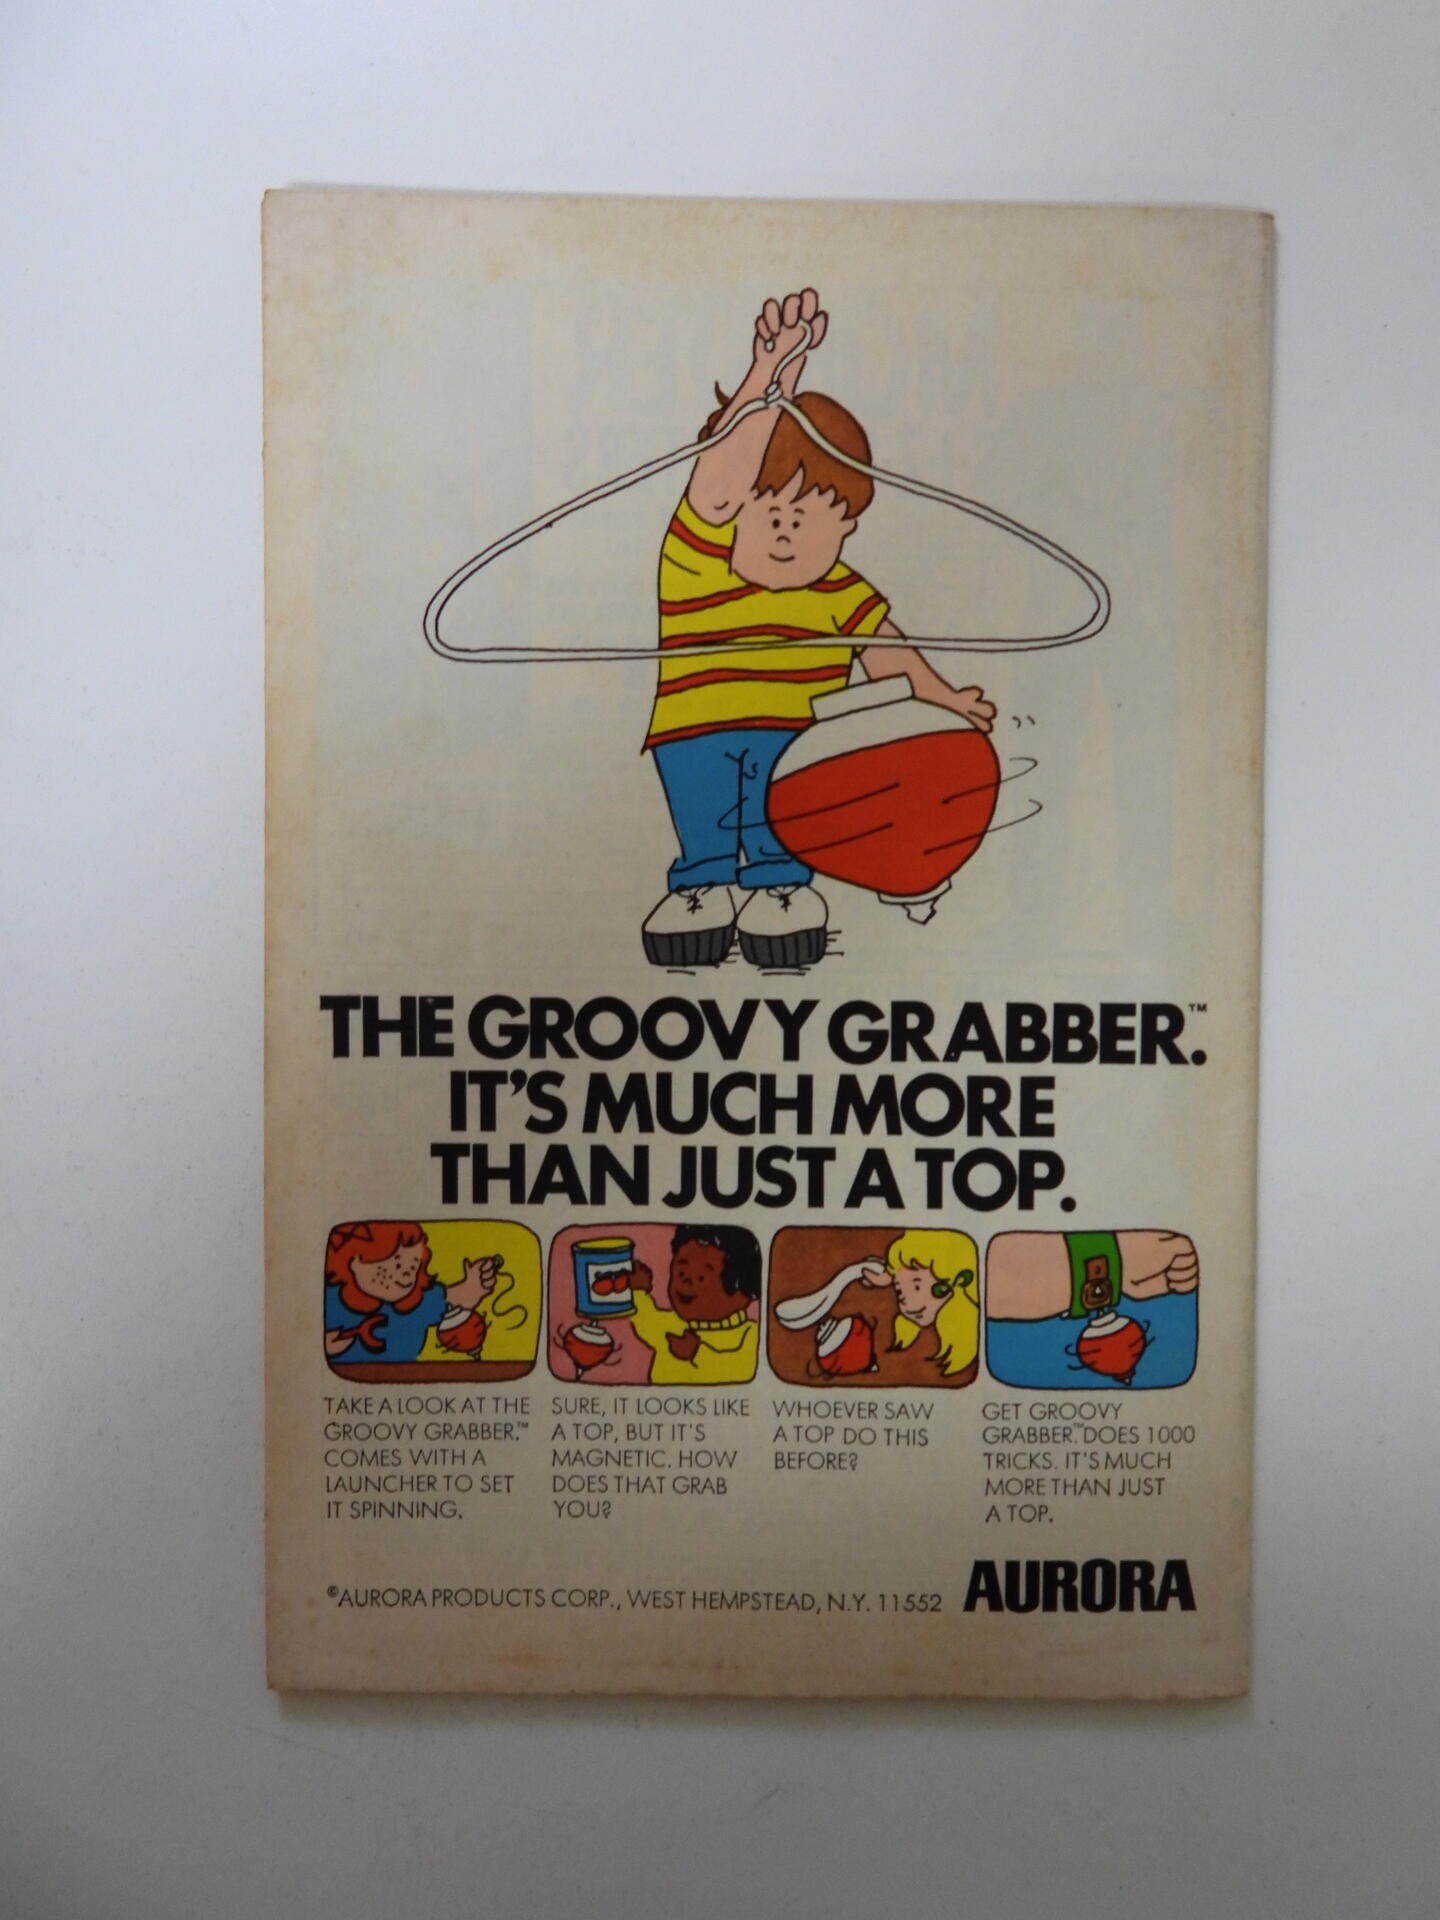 THE GROOVY GRABBER.™
IT'S MUCH MORE
THAN JUST A TOP.
TAKE A LOOK AT THE
GROOVY GRABBER.™
COMES WITH A
LAUNCHER TO SET
IT SPINNING.
SURE, IT LOOKS LIKE
A TOP, BUT IT'S
MAGNETIC. HOW
DOES THAT GRAB
YOU?
WHOEVER SAW
A TOP DO THIS
BEFORE?
GET GROOVY
GRABBER.™ DOES 1000
TRICKS. IT'S MUCH
MORE THAN JUST
A TOP.
©AURORA PRODUCTS CORP., WEST HEMPSTEAD, N.Y. 11552
AURORA